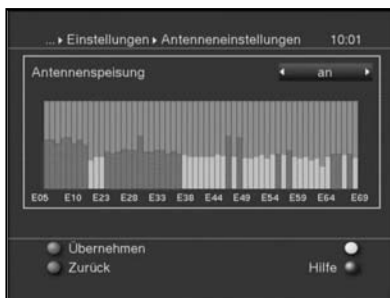 ... ▸ Einstellungen ▸ Antenneneinstellungen 10:01
Antennenspeisung ◂ an ▸
E05 E10 E23 E28 E33 E38 E44 E49 E54 E59 E64 E69
Übernehmen
Zurück Hilfe